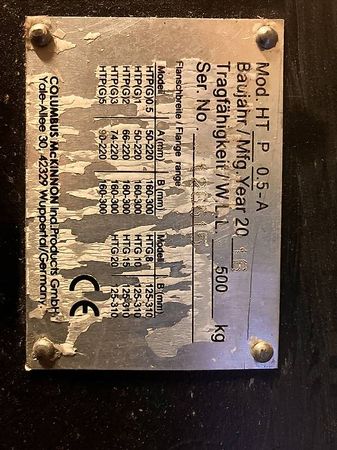 Mod. HT P 0,5-A
Baujahr / Mfg. Year 20 16
Tragfähigkeit / W.L.L. 500 kg
Ser. No.
Flanschbreite / Flange range
Model A (mm) B (mm) Modell B (mm)
HTP(G)0.5 50-220 160-300 HTG 8 125-310
HTP(G)1 50-220 160-300 HTG 10 125-310
HTP(G)2 66-220 160-300 HTG 15 125-310
HTP(G)3 74-220 160-300 HTG 20 125-310
HTP(G)5 90-220 180-300
COLUMBUS McKINNON Ind. Products GmbH
Yale-Allee 30, 42329 Wuppertal/Germany
CE